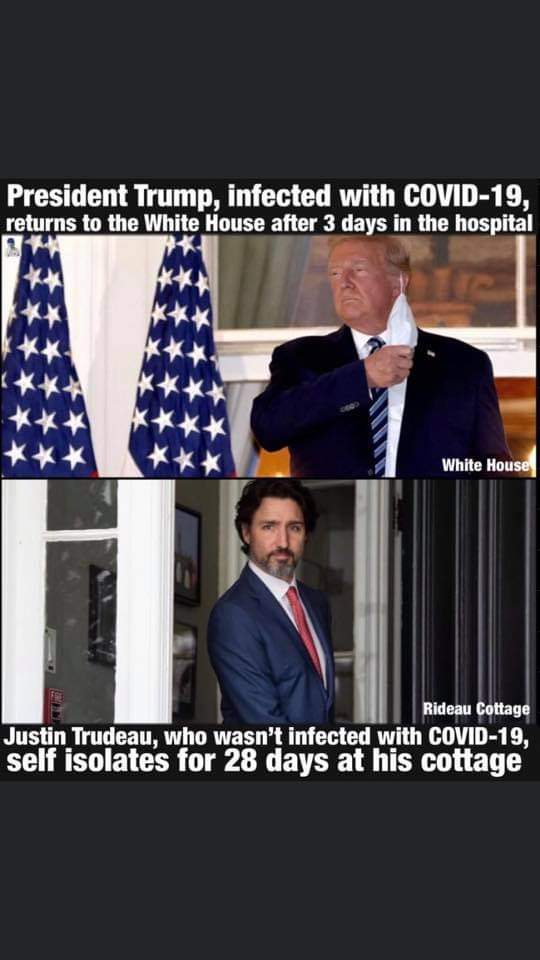 President Trump, infected with COVID-19,
returns to the White House after 3 days in the hospital
White House
Rideau Cottage
Justin Trudeau, who wasn't infected with COVID-19,
self isolates for 28 days at his cottage